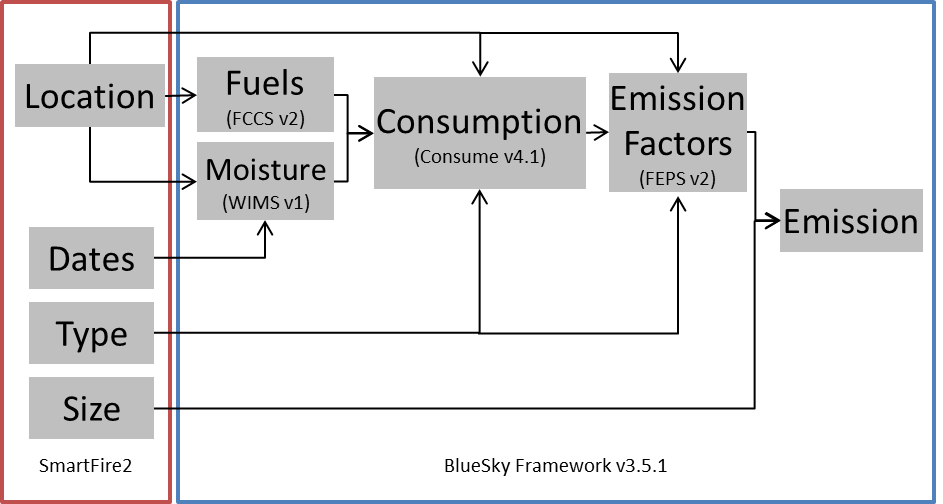 Location
Dates
Type
Size
SmartFire2
Fuels
(FCCS v2)
Moisture
(WIMS v1)
Consumption
(Consume v4.1)
Emission
Factors
(FEPS v2)
Emission
BlueSky Framework v3.5.1